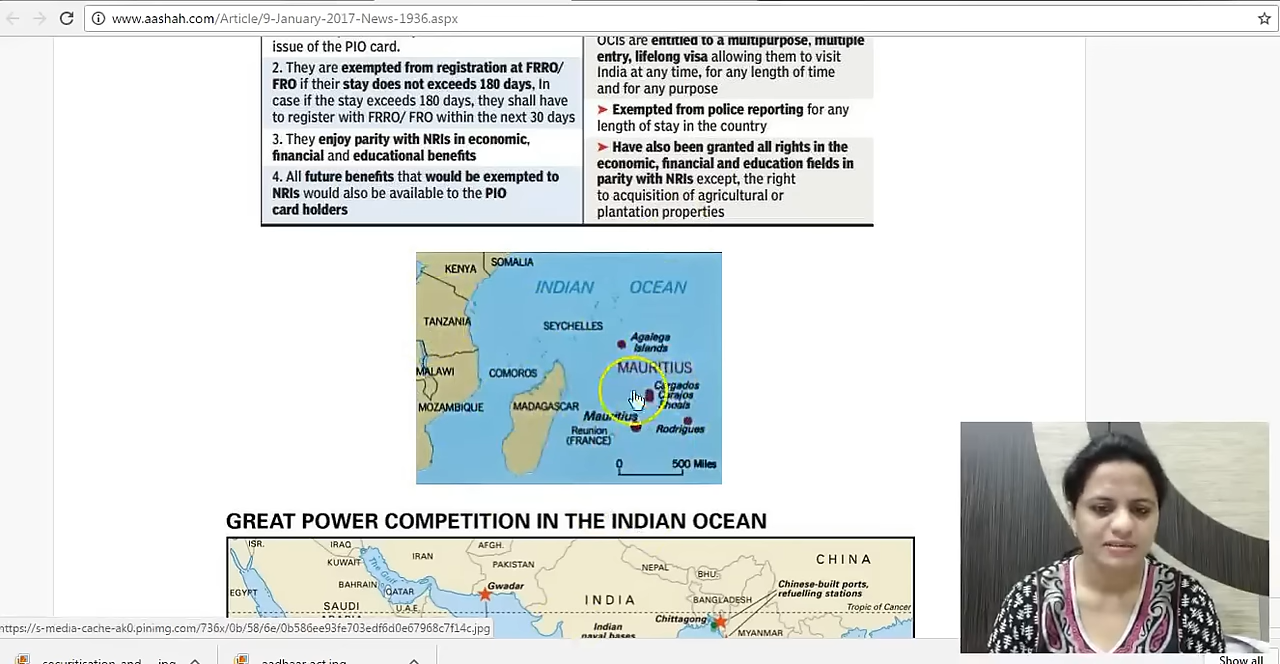 www.aashah.com/Article/9-January-2017-News-1936.aspx
issue of the PIO card.
2. They are exempted from registration at FRRO/
FRO if their stay does not exceeds 180 days, In
case if the stay exceeds 180 days, they shall have
to register with FRRO/ FRO within the next 30 days
3. They enjoy parity with NRIs in economic,
financial and educational benefits
4. All future benefits that would be exempted to
NRIs would also be available to the PIO
card holders
OCIs are entitled to a multipurpose, multiple
entry, lifelong visa allowing them to visit
India at any time, for any length of time
and for any purpose
➤ Exempted from police reporting for any
length of stay in the country
➤ Have also been granted all rights in the
economic, financial and education fields in
parity with NRIs except, the right
to acquisition of agricultural or
plantation properties
SOMALIA
KENYA
INDIAN OCEAN
TANZANIA
SEYCHELLES
Agalega
Islands
MAURITIUS
MALAWI
COMOROS
Cargados
Carajos
Shoals
MOZAMBIQUE
MADAGASCAR
Mauritius
Reunion
(FRANCE)
Rodrigues
0 500 Miles
GREAT POWER COMPETITION IN THE INDIAN OCEAN
ISR.
IRAQ
AFGH.
CHINA
KUWAIT
IRAN
PAKISTAN
The Gulf
NEPAL
BHU.
BAHRAIN
QATAR
Gwadar
Chinese-built ports,
refuelling stations
EGYPT
U.A.E.
INDIA
BANGLADESH
SAUDI
ARABIA
Tropic of Cancer
Chittagong
Indian
naval bases
MYANMAR
https://s-media-cache-ak0.pinimg.com/736x/0b/58/6e/0b586ee93fe703edf6d0e67968c7f14c.jpg
securitisation-and-....jpg
aadhaar act.jpg
Show all